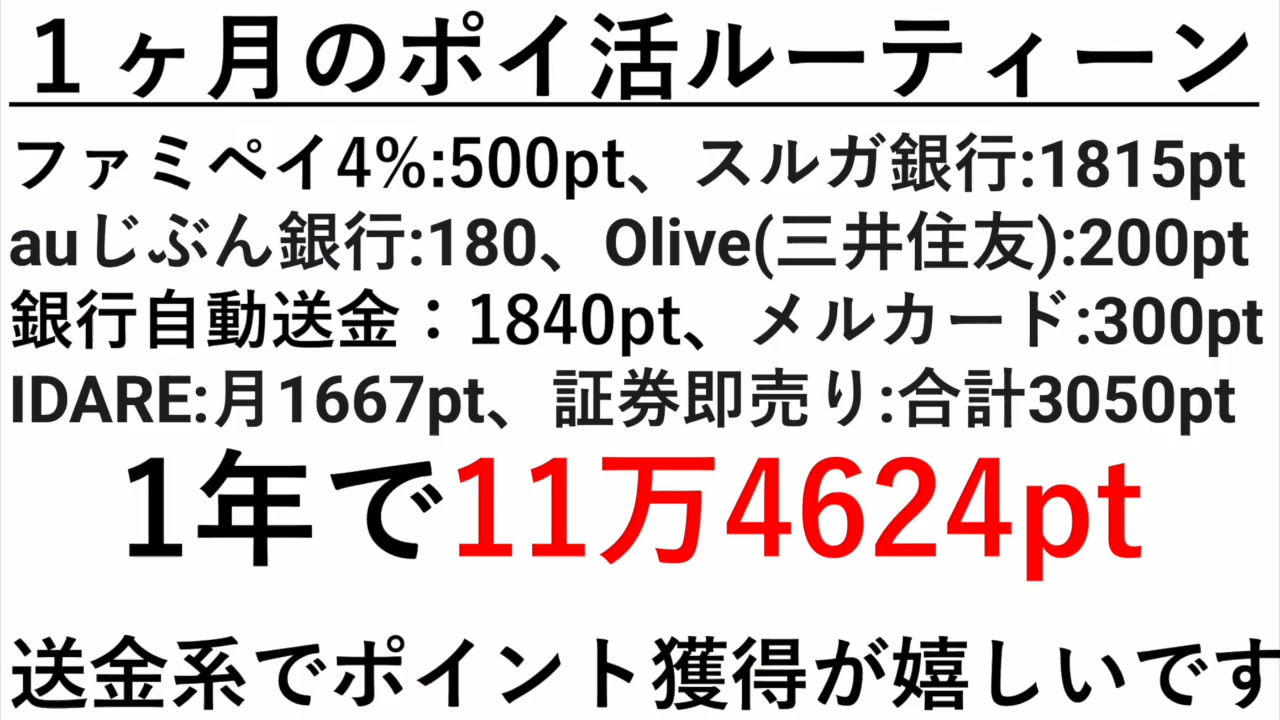 １ヶ月のポイ活ルーティーン
ファミペイ4%:500pt、スルガ銀行:1815pt
auじぶん銀行:180、Olive(三井住友):200pt
銀行自動送金：1840pt、メルカード:300pt
IDARE:月1667pt、証券即売り:合計3050pt
1年で11万4624pt
送金系でポイント獲得が嬉しいです